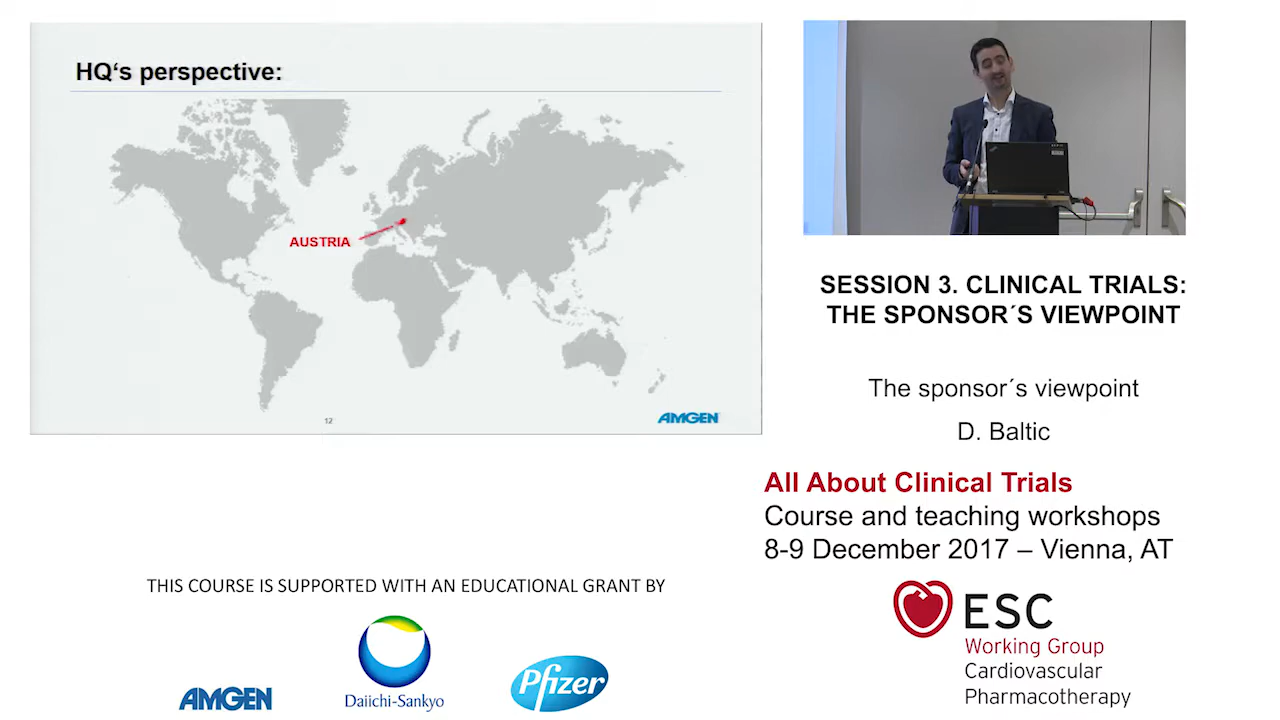 HQ‘s perspective:
AUSTRIA
12
AMGEN
SESSION 3. CLINICAL TRIALS:
THE SPONSOR´S VIEWPOINT
The sponsor´s viewpoint
D. Baltic
All About Clinical Trials
Course and teaching workshops
8-9 December 2017 – Vienna, AT
THIS COURSE IS SUPPORTED WITH AN EDUCATIONAL GRANT BY
AMGEN
Daiichi-Sankyo
Pfizer
ESC
Working Group
Cardiovascular
Pharmacotherapy